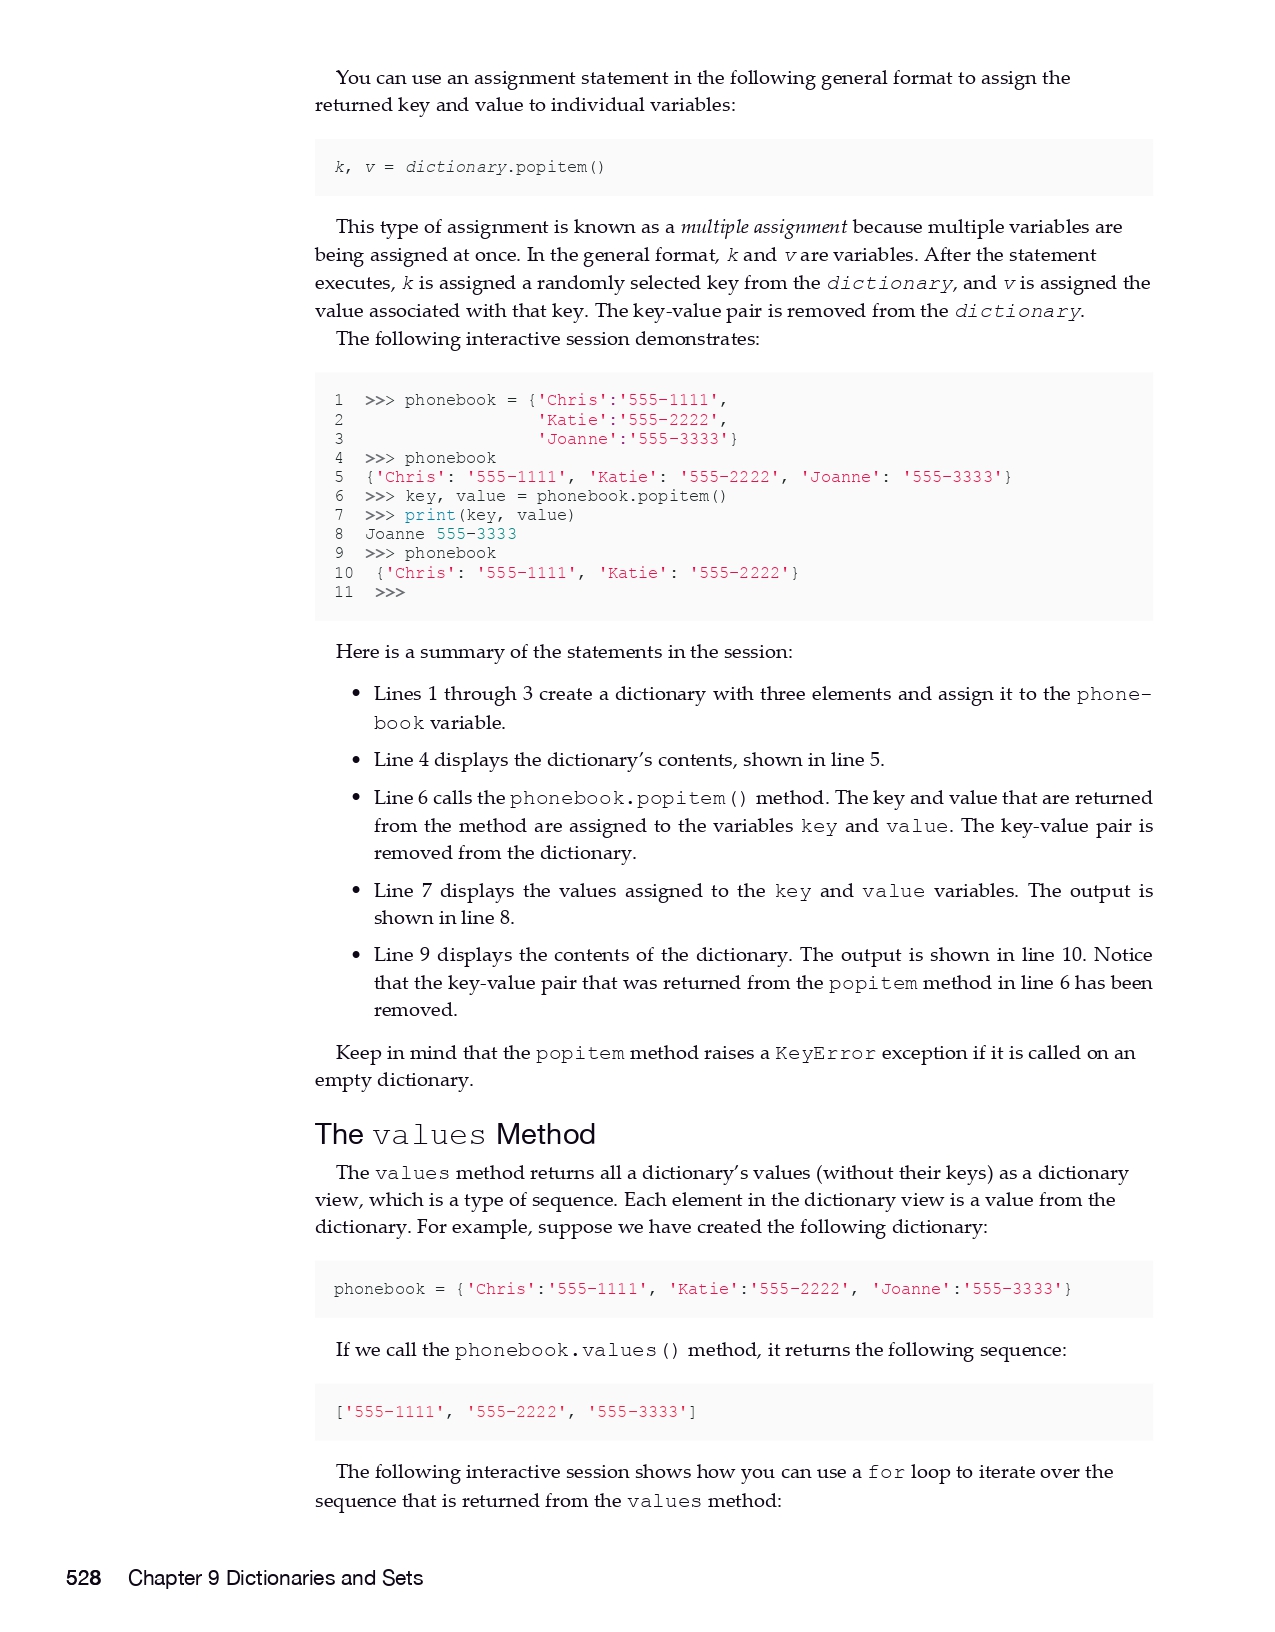 You can use an assignment statement in the following general format to assign the
returned key and value to individual variables:
k, v = dictionary.popitem()
This type of assignment is known as a multiple assignment because multiple variables are
being assigned at once. In the general format, k and v are variables. After the statement
executes, k is assigned a randomly selected key from the dictionary, and v is assigned the
value associated with that key. The key-value pair is removed from the dictionary.
The following interactive session demonstrates:
1 >>> phonebook = {'Chris':'555-1111',
2 'Katie':'555-2222',
3 'Joanne':'555-3333'}
4 >>> phonebook
5 {'Chris': '555-1111', 'Katie': '555-2222', 'Joanne': '555-3333'}
6 >>> key, value = phonebook.popitem()
7 >>> print(key, value)
8 Joanne 555-3333
9 >>> phonebook
10 {'Chris': '555-1111', 'Katie': '555-2222'}
11 >>>
Here is a summary of the statements in the session:
• Lines 1 through 3 create a dictionary with three elements and assign it to the phone-
book variable.
• Line 4 displays the dictionary’s contents, shown in line 5.
• Line 6 calls the phonebook.popitem() method. The key and value that are returned
from the method are assigned to the variables key and value. The key-value pair is
removed from the dictionary.
• Line 7 displays the values assigned to the key and value variables. The output is
shown in line 8.
• Line 9 displays the contents of the dictionary. The output is shown in line 10. Notice
that the key-value pair that was returned from the popitem method in line 6 has been
removed.
Keep in mind that the popitem method raises a KeyError exception if it is called on an
empty dictionary.
The values Method
The values method returns all a dictionary’s values (without their keys) as a dictionary
view, which is a type of sequence. Each element in the dictionary view is a value from the
dictionary. For example, suppose we have created the following dictionary:
phonebook = {'Chris':'555-1111', 'Katie':'555-2222', 'Joanne':'555-3333'}
If we call the phonebook.values() method, it returns the following sequence:
['555-1111', '555-2222', '555-3333']
The following interactive session shows how you can use a for loop to iterate over the
sequence that is returned from the values method:
528 Chapter 9 Dictionaries and Sets